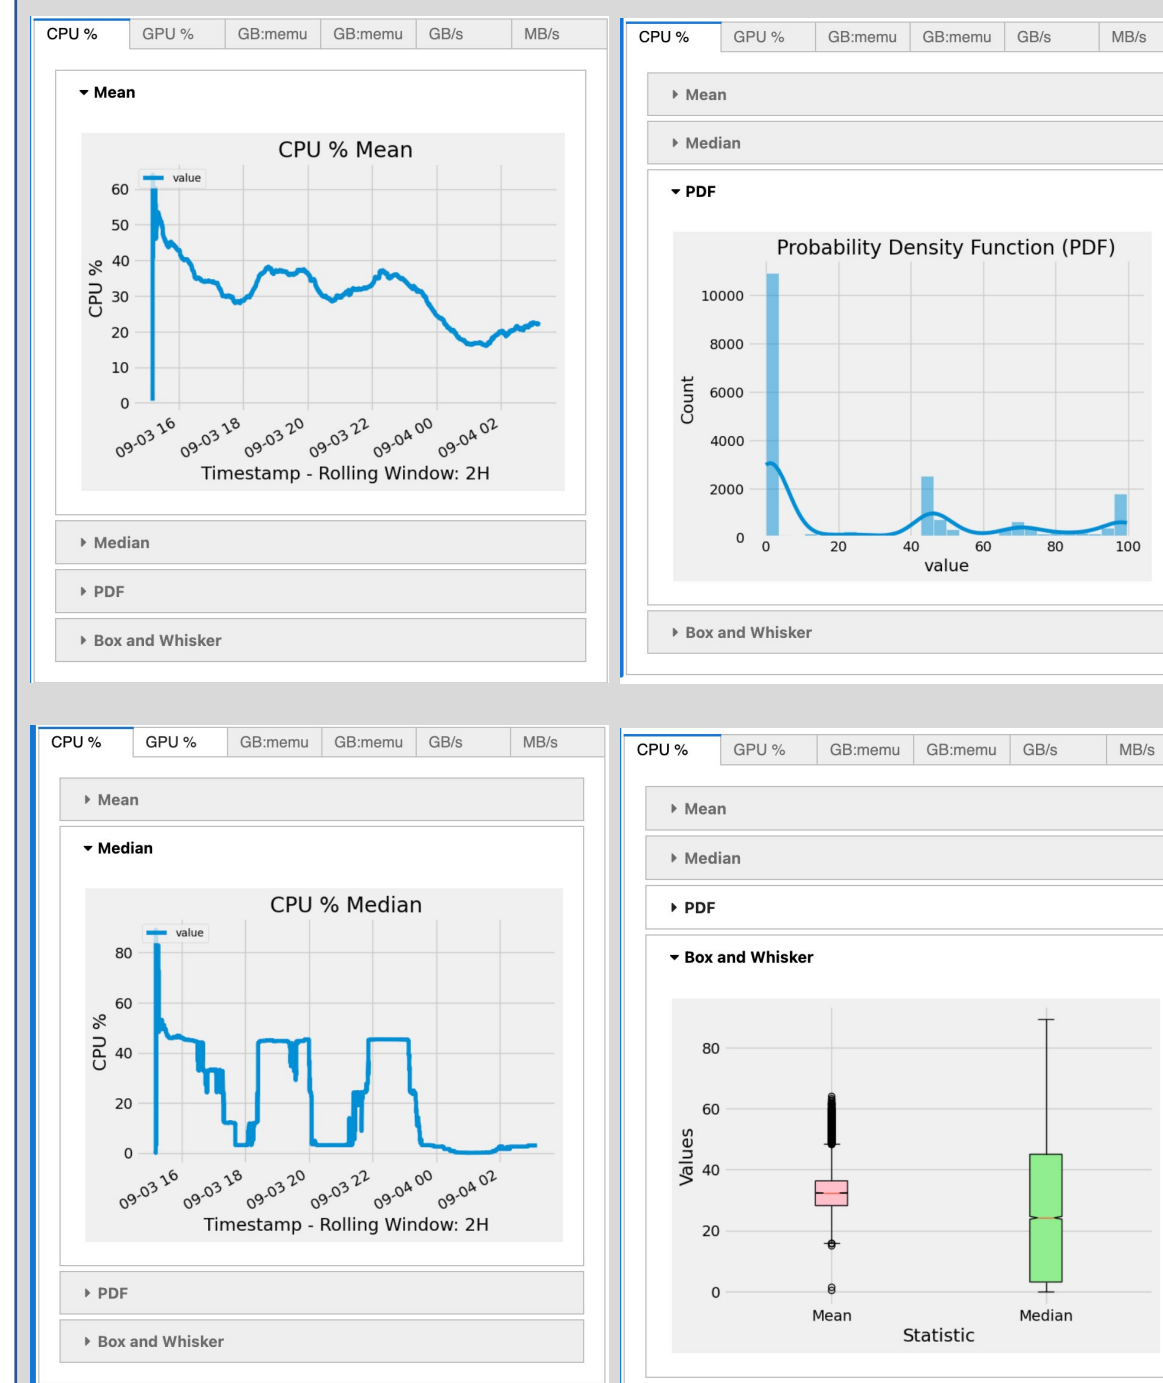 CPU % GPU % GB:memu GB:memu GB/s MB/s
Mean
CPU % Mean
value
60
50
40
30
20
10
0
CPU %
09-03 16 09-03 18 09-03 20 09-03 22 09-04 00 09-04 02
Timestamp - Rolling Window: 2H
Median
PDF
Box and Whisker
CPU % GPU % GB:memu GB:memu GB/s MB/s
Mean
Median
PDF
Probability Density Function (PDF)
10000
8000
6000
4000
2000
0
Count
0 20 40 60 80 100
value
Box and Whisker
CPU % GPU % GB:memu GB:memu GB/s MB/s
Mean
Median
CPU % Median
value
80
60
40
20
0
CPU %
09-03 16 09-03 18 09-03 20 09-03 22 09-04 00 09-04 02
Timestamp - Rolling Window: 2H
PDF
Box and Whisker
CPU % GPU % GB:memu GB:memu GB/s MB/s
Mean
Median
PDF
Box and Whisker
80
60
40
20
0
Values
Mean Median
Statistic